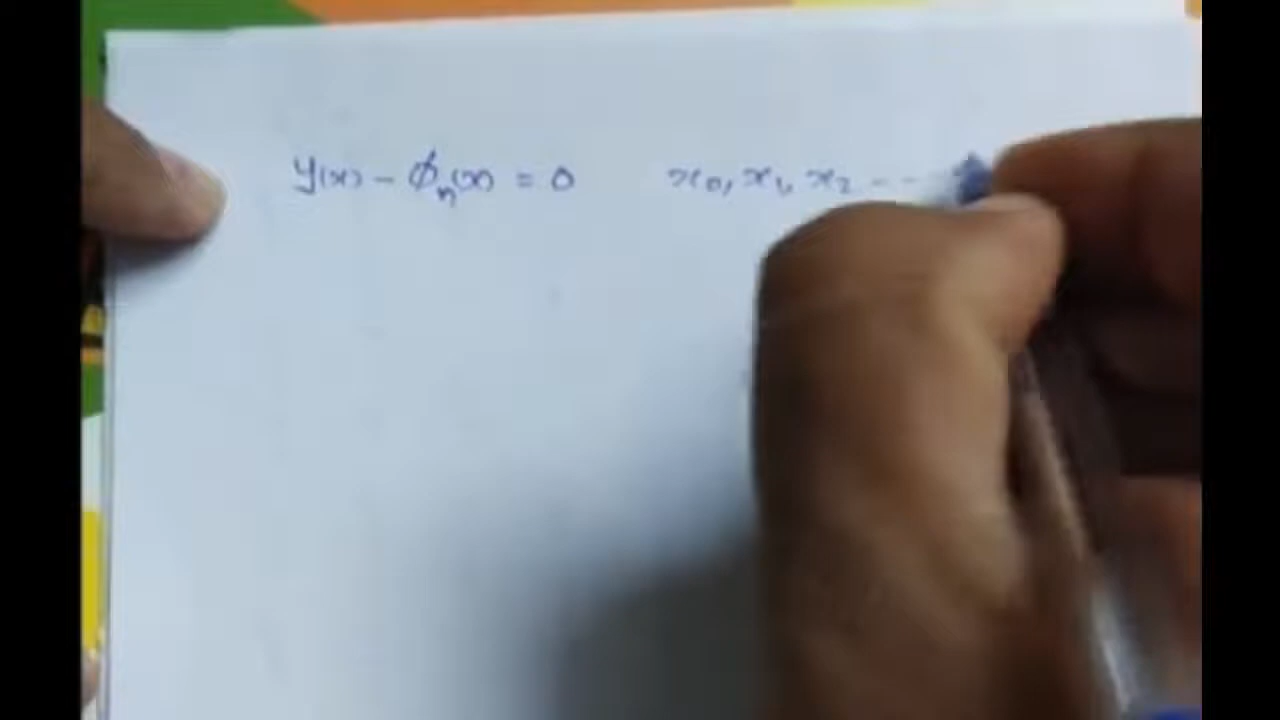 y(x) - ϕₙ(x) = 0 x₀, x₁, x₂ - -